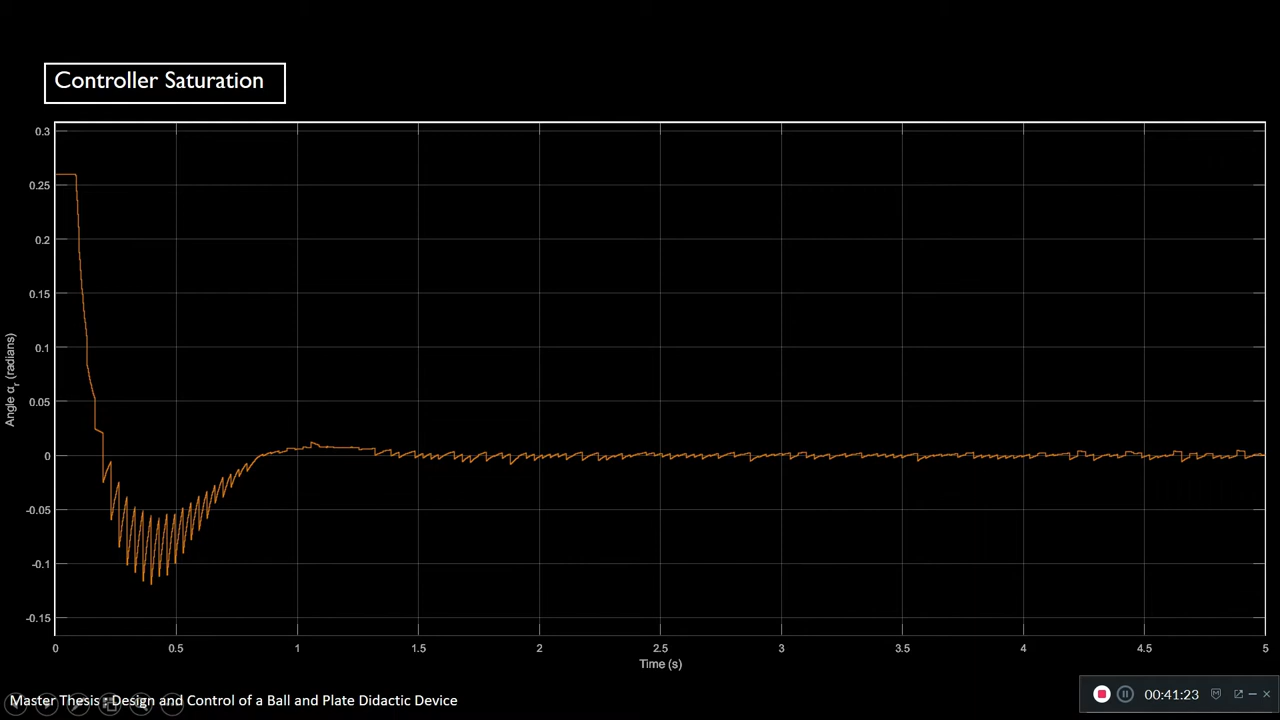 Controller Saturation
0.3
0.25
0.2
0.15
0.1
0.05
0
-0.05
-0.1
-0.15
Angle αr (radians)
0 0.5 1 1.5 2 2.5 3 3.5 4 4.5 5
Time (s)
Master Thesis : Design and Control of a Ball and Plate Didactic Device
00:41:23